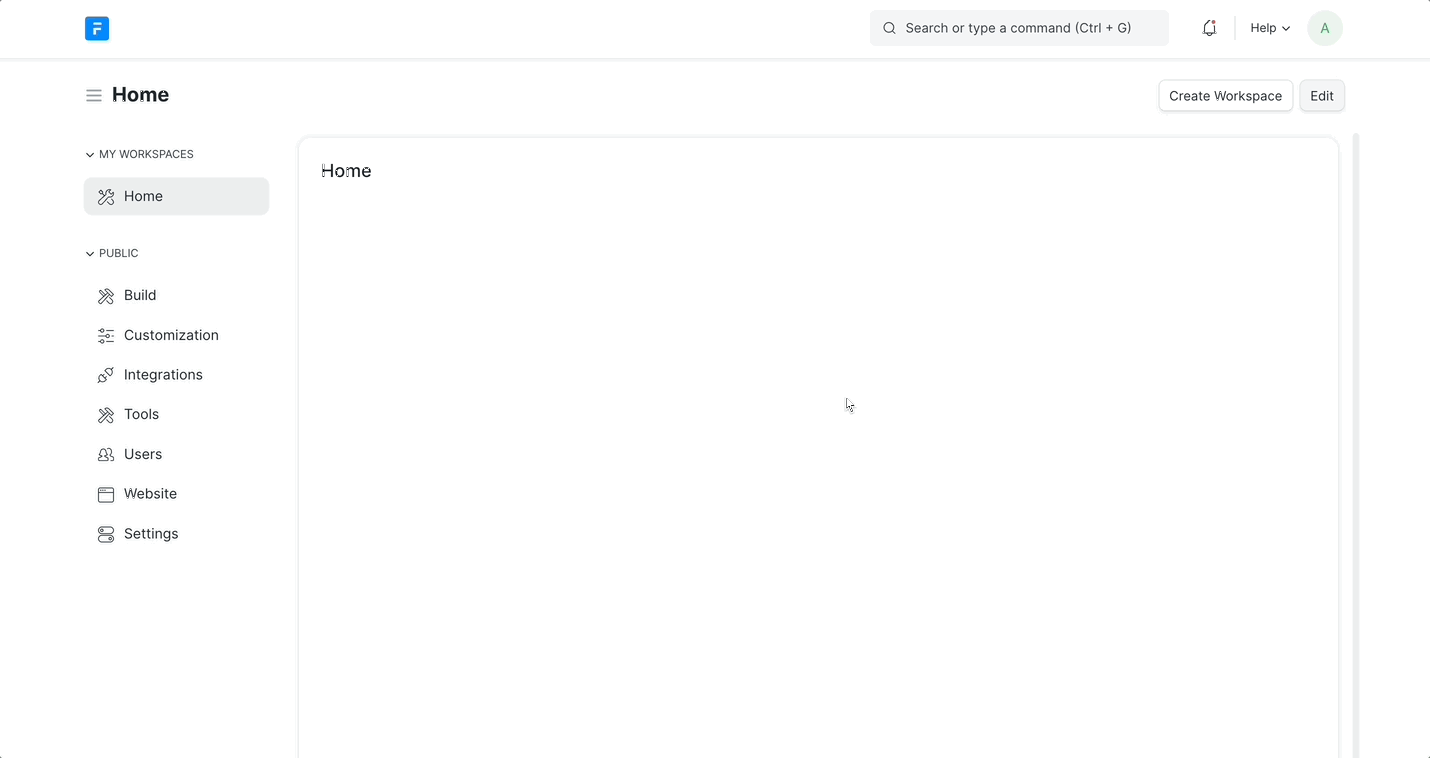 F
Search or type a command (Ctrl + G)
Help
A
Home
Create Workspace
Edit
MY WORKSPACES
Home
PUBLIC
Build
Customization
Integrations
Tools
Users
Website
Settings
Home